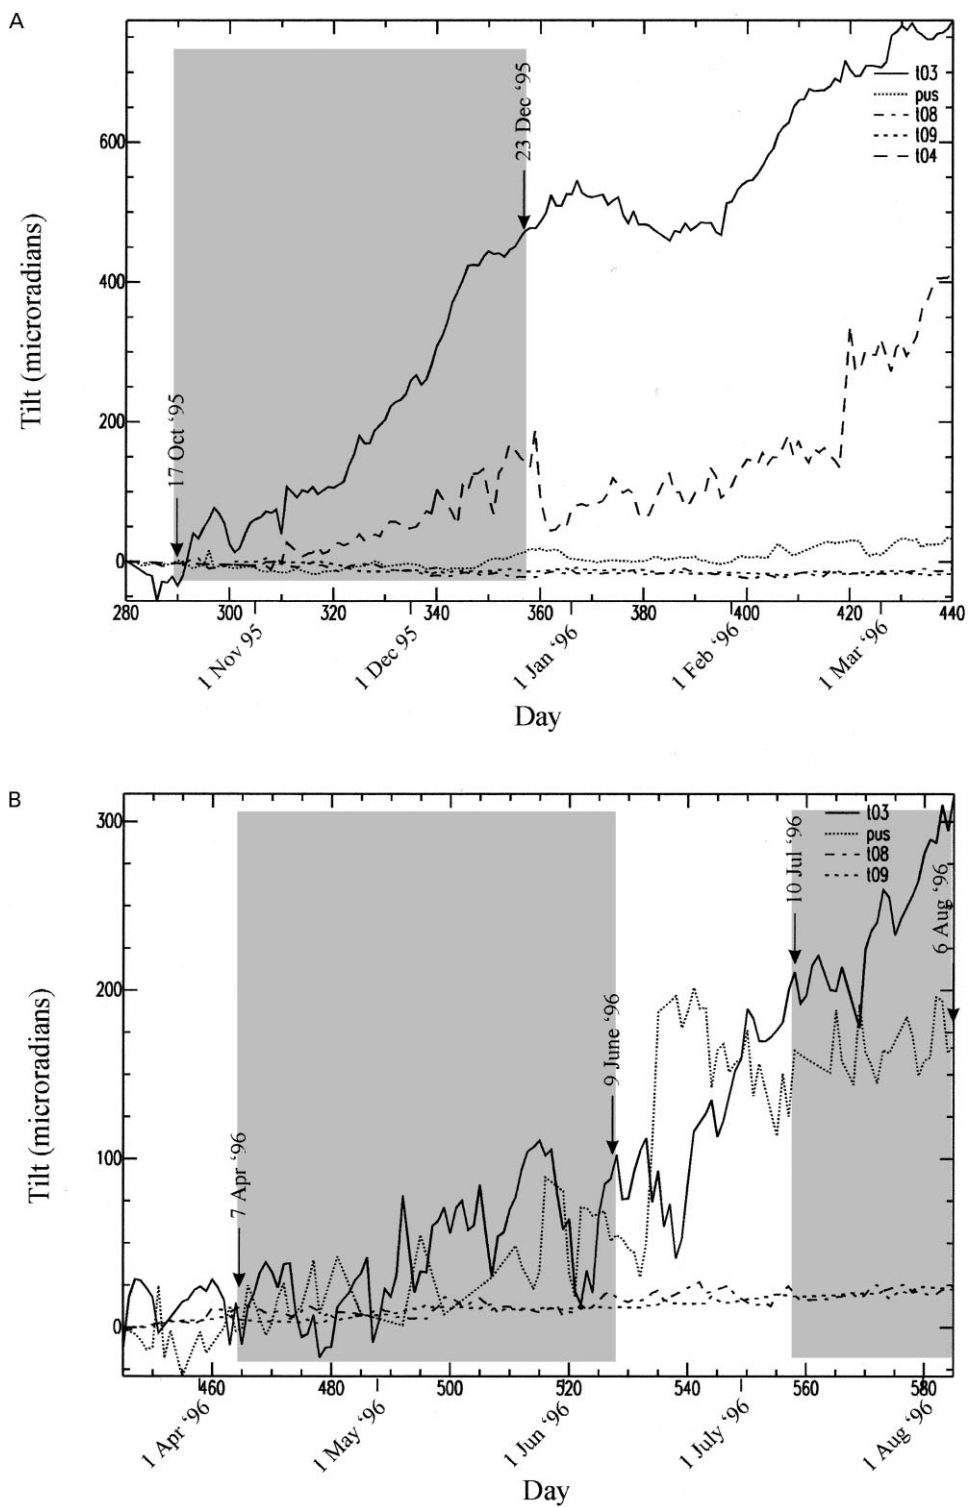 A
23 Dec ‘95
t03
pus
t08
t09
t04
600
400
200
0
17 Oct ‘95
Tilt (microradians)
280 300 320 340 360 380 400 420 440
1 Nov 95 1 Dec 95 1 Jan ‘96 1 Feb ‘96 1 Mar ‘96
Day
B
t03
pus
t08
t09
300
200
100
0
7 Apr ‘96
9 June ‘96
10 Jul ‘96
6 Aug ‘96
Tilt (microradians)
460 480 500 520 540 560 580
1 Apr ‘96 1 May ‘96 1 Jun ‘96 1 July ‘96 1 Aug ‘96
Day